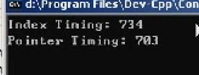 d:\Program Files\Dev-Cpp\Con
Index Timing: 734
Pointer Timing: 703